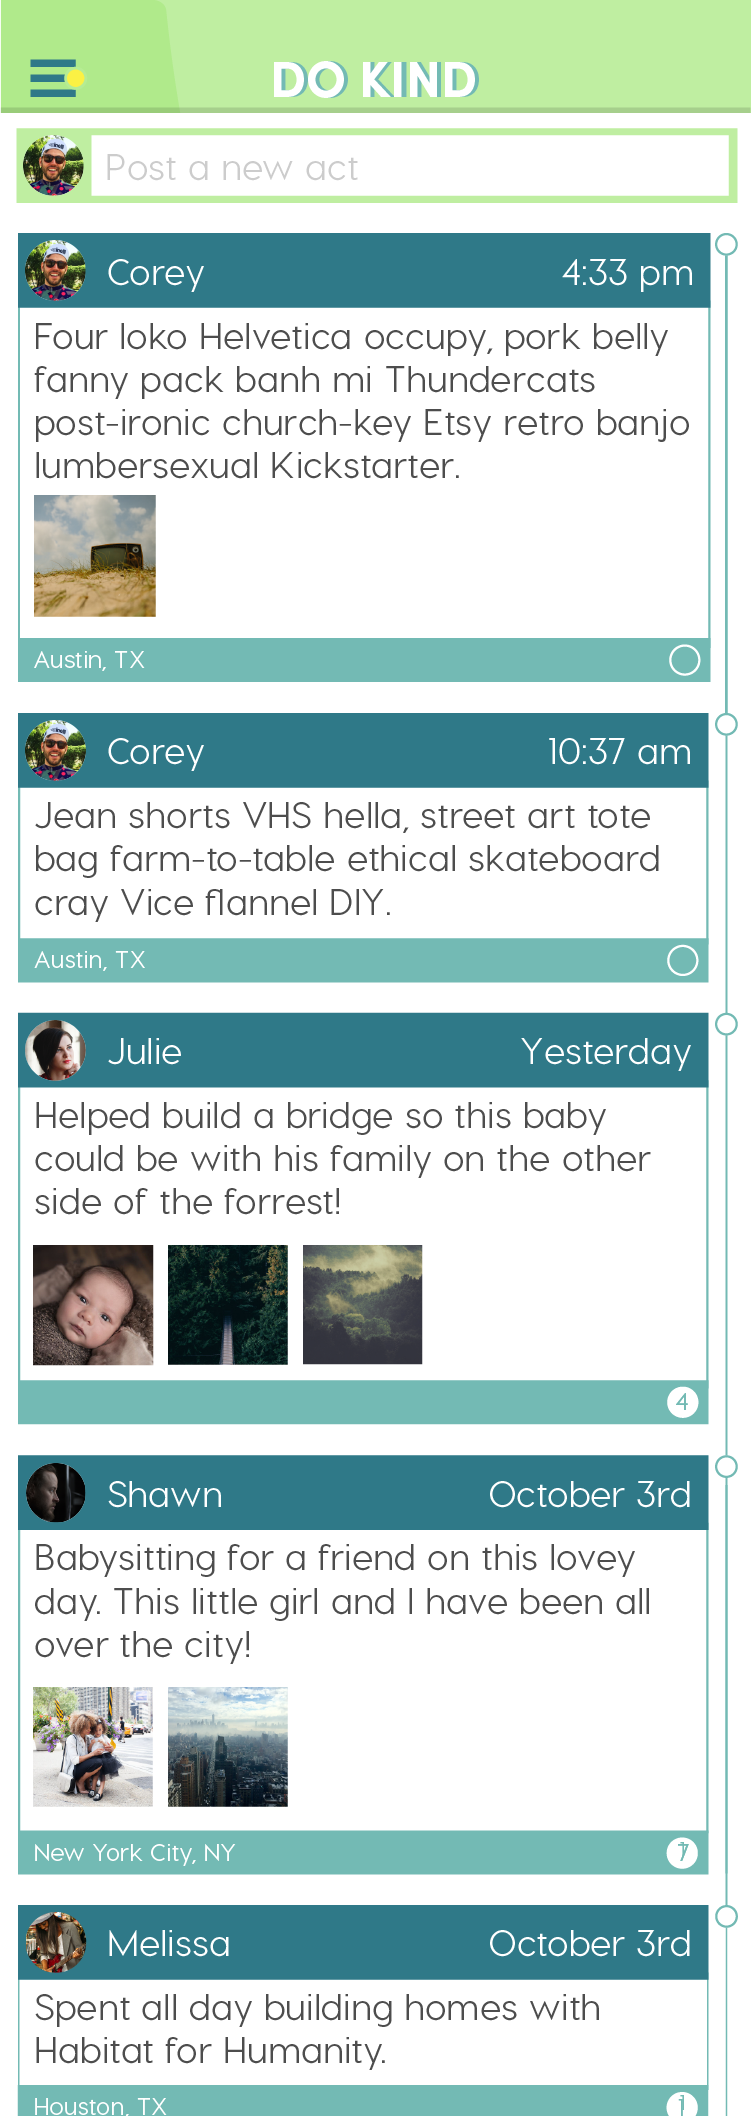 DO KIND
Post a new act
Corey
4:33 pm
Four loko Helvetica occupy, pork belly
fanny pack banh mi Thundercats
post-ironic church-key Etsy retro banjo
lumbersexual Kickstarter.
Austin, TX
Corey
10:37 am
Jean shorts VHS hella, street art tote
bag farm-to-table ethical skateboard
cray Vice flannel DIY.
Austin, TX
Julie
Yesterday
Helped build a bridge so this baby
could be with his family on the other
side of the forrest!
4
Shawn
October 3rd
Babysitting for a friend on this lovey
day. This little girl and I have been all
over the city!
New York City, NY
Melissa
October 3rd
Spent all day building homes with
Habitat for Humanity.
Houston, TX
1